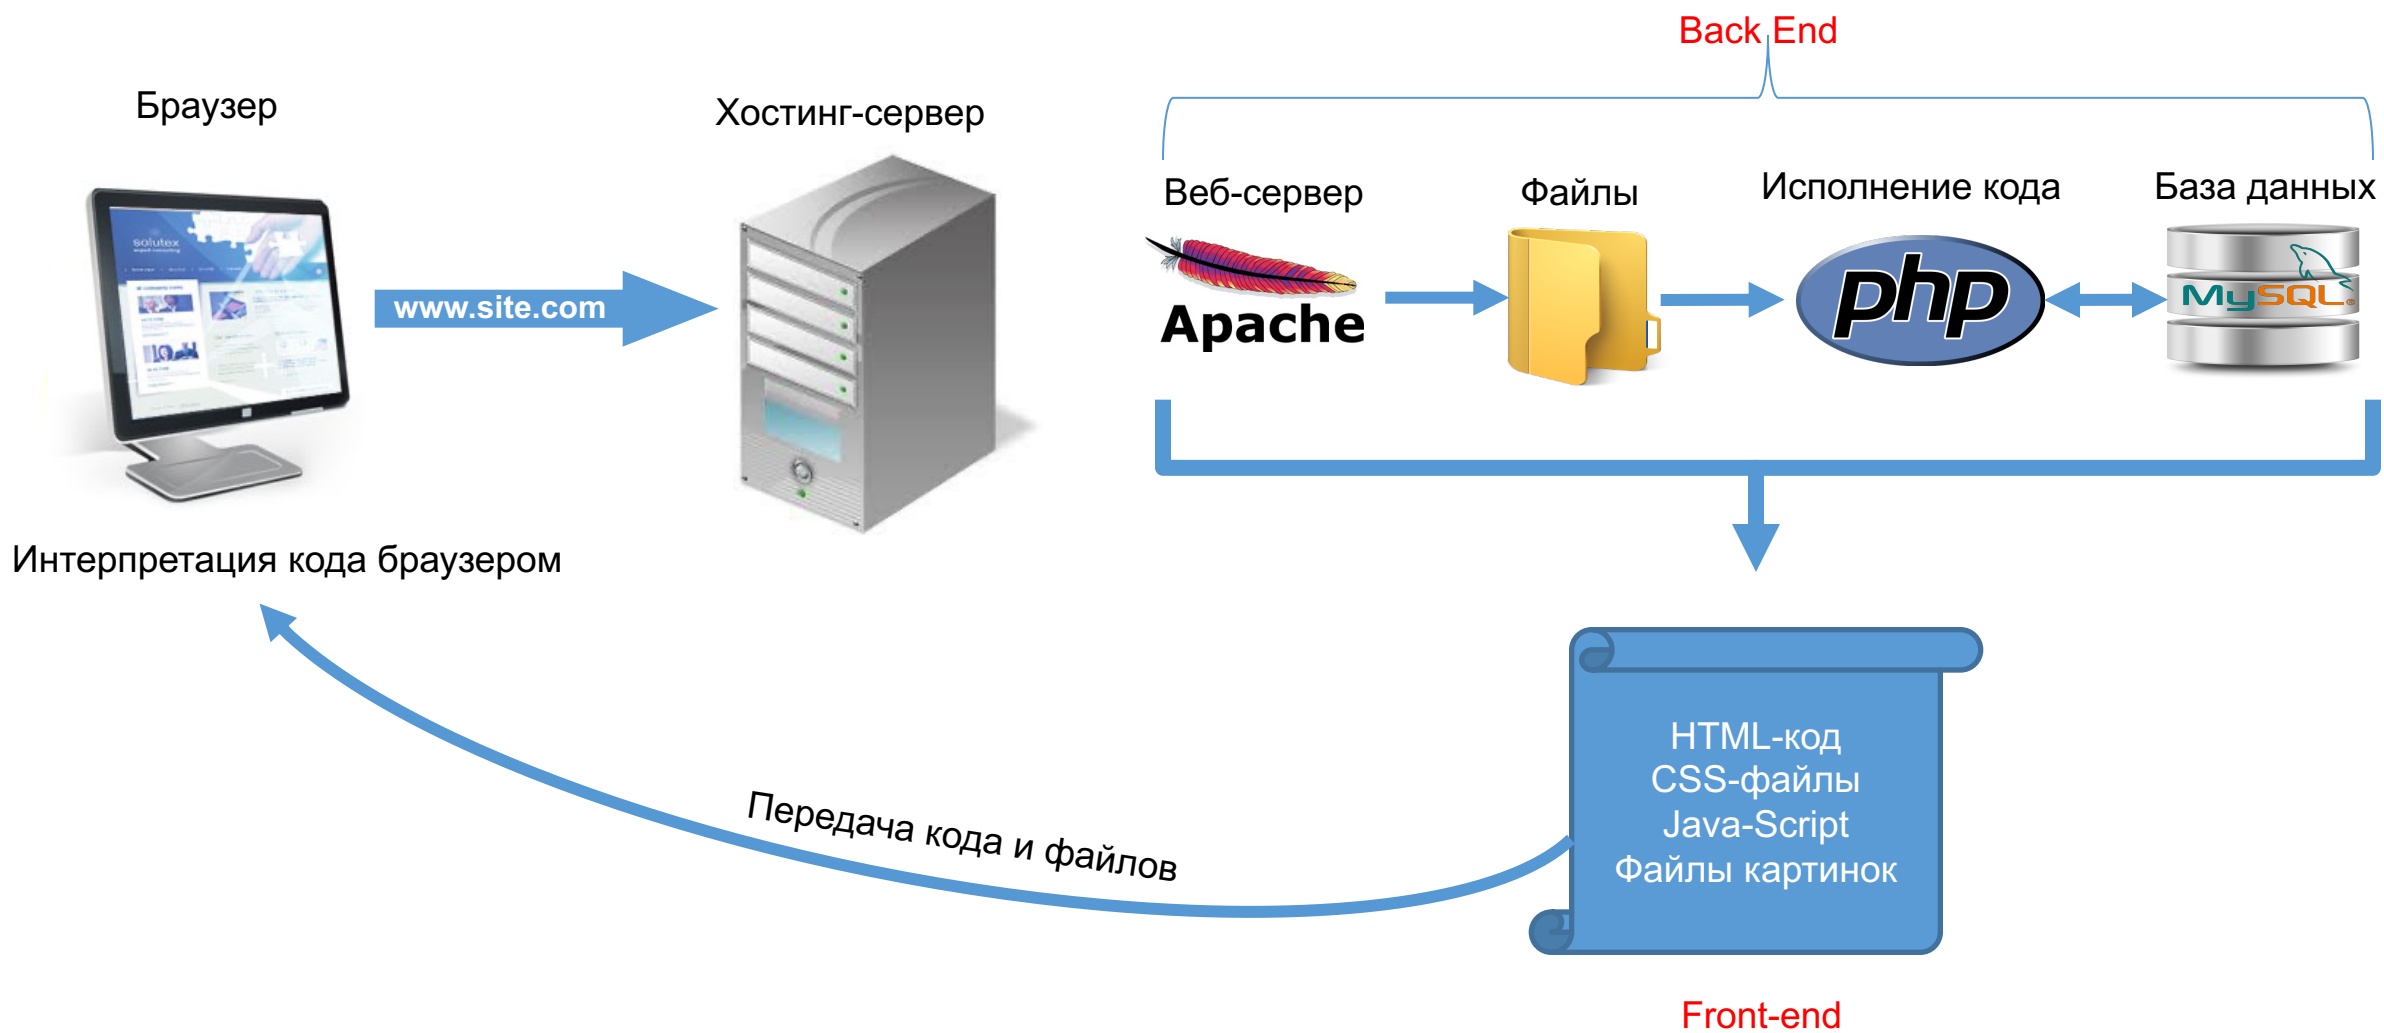 Back End
Браузер
Хостинг-сервер
Веб-сервер
Файлы
Исполнение кода
База данных
solutex
www.site.com
Apache
php
MySQL
Интерпретация кода браузером
HTML-код
CSS-файлы
Java-Script
Файлы картинок
Передача кода и файлов
Front-end